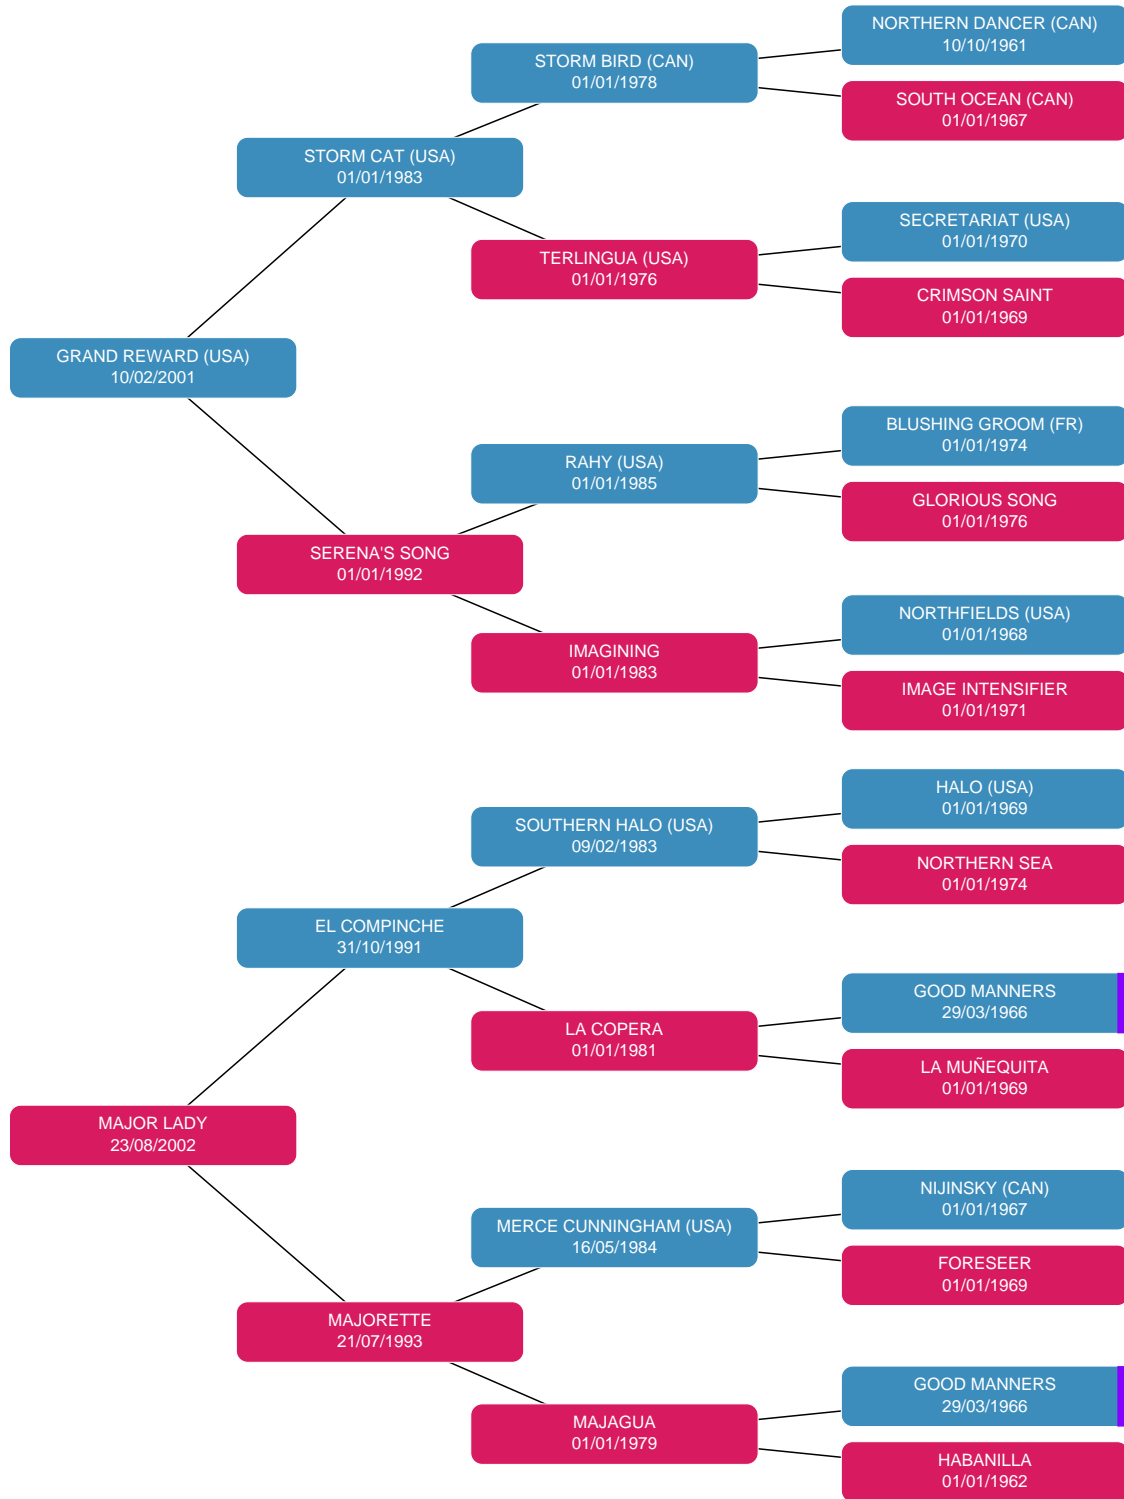 NORTHERN DANCER (CAN)
10/10/1961
STORM BIRD (CAN)
01/01/1978
SOUTH OCEAN (CAN)
01/01/1967
STORM CAT (USA)
01/01/1983
SECRETARIAT (USA)
01/01/1970
TERLINGUA (USA)
01/01/1976
CRIMSON SAINT
01/01/1969
GRAND REWARD (USA)
10/02/2001
BLUSHING GROOM (FR)
01/01/1974
RAHY (USA)
01/01/1985
GLORIOUS SONG
01/01/1976
SERENA'S SONG
01/01/1992
NORTHFIELDS (USA)
01/01/1968
IMAGINING
01/01/1983
IMAGE INTENSIFIER
01/01/1971
HALO (USA)
01/01/1969
SOUTHERN HALO (USA)
09/02/1983
NORTHERN SEA
01/01/1974
EL COMPINCHE
31/10/1991
GOOD MANNERS
29/03/1966
LA COPERA
01/01/1981
LA MUÑEQUITA
01/01/1969
MAJOR LADY
23/08/2002
NIJINSKY (CAN)
01/01/1967
MERCE CUNNINGHAM (USA)
16/05/1984
FORESEER
01/01/1969
MAJORETTE
21/07/1993
GOOD MANNERS
29/03/1966
MAJAGUA
01/01/1979
HABANILLA
01/01/1962